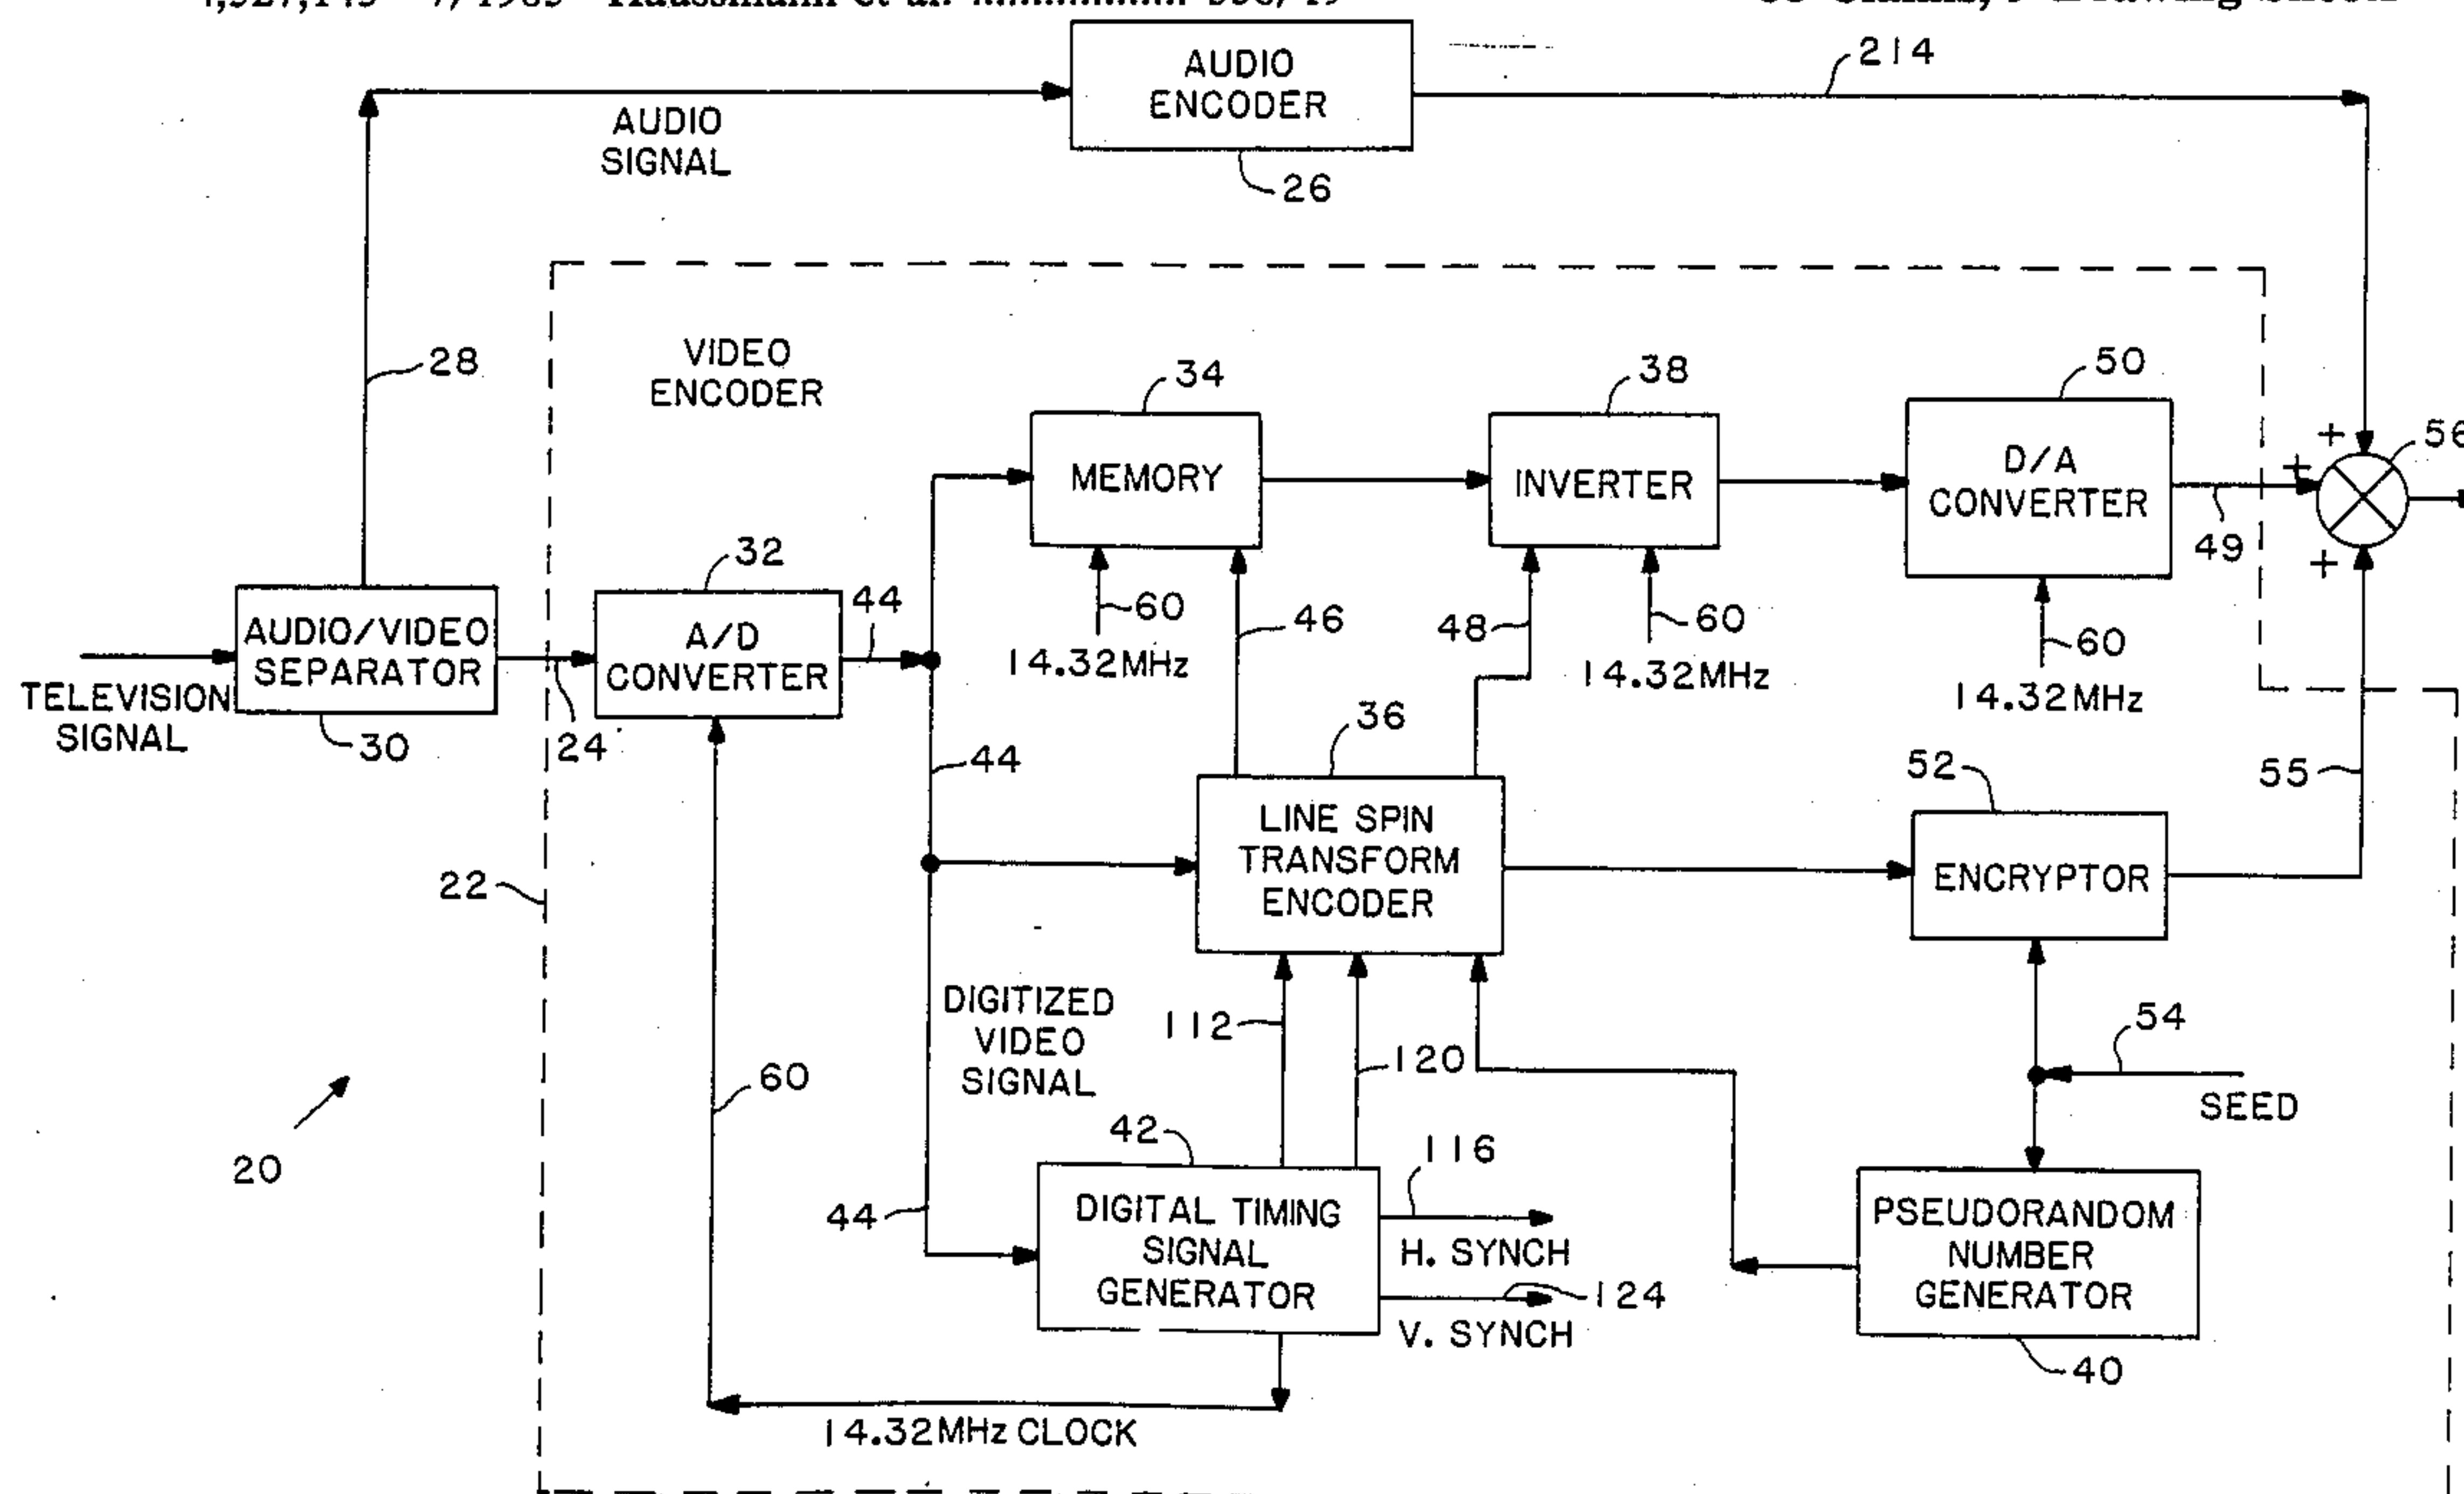 AUDIO
ENCODER
214
AUDIO
SIGNAL
26
28
VIDEO
ENCODER
34
38
50
56
MEMORY
INVERTER
D/A
CONVERTER
+
+
+
49
32
44
60
14.32MHz
46
48
60
14.32MHz
60
14.32MHz
AUDIO/VIDEO
SEPARATOR
A/D
CONVERTER
TELEVISION
SIGNAL
30
24
44
36
52
55
LINE SPIN
TRANSFORM
ENCODER
ENCRYPTOR
22
DIGITIZED
VIDEO
SIGNAL
112
120
54
SEED
60
20
42
116
44
DIGITAL TIMING
SIGNAL
GENERATOR
H. SYNCH
124
V. SYNCH
PSEUDORANDOM
NUMBER
GENERATOR
40
14.32MHz CLOCK